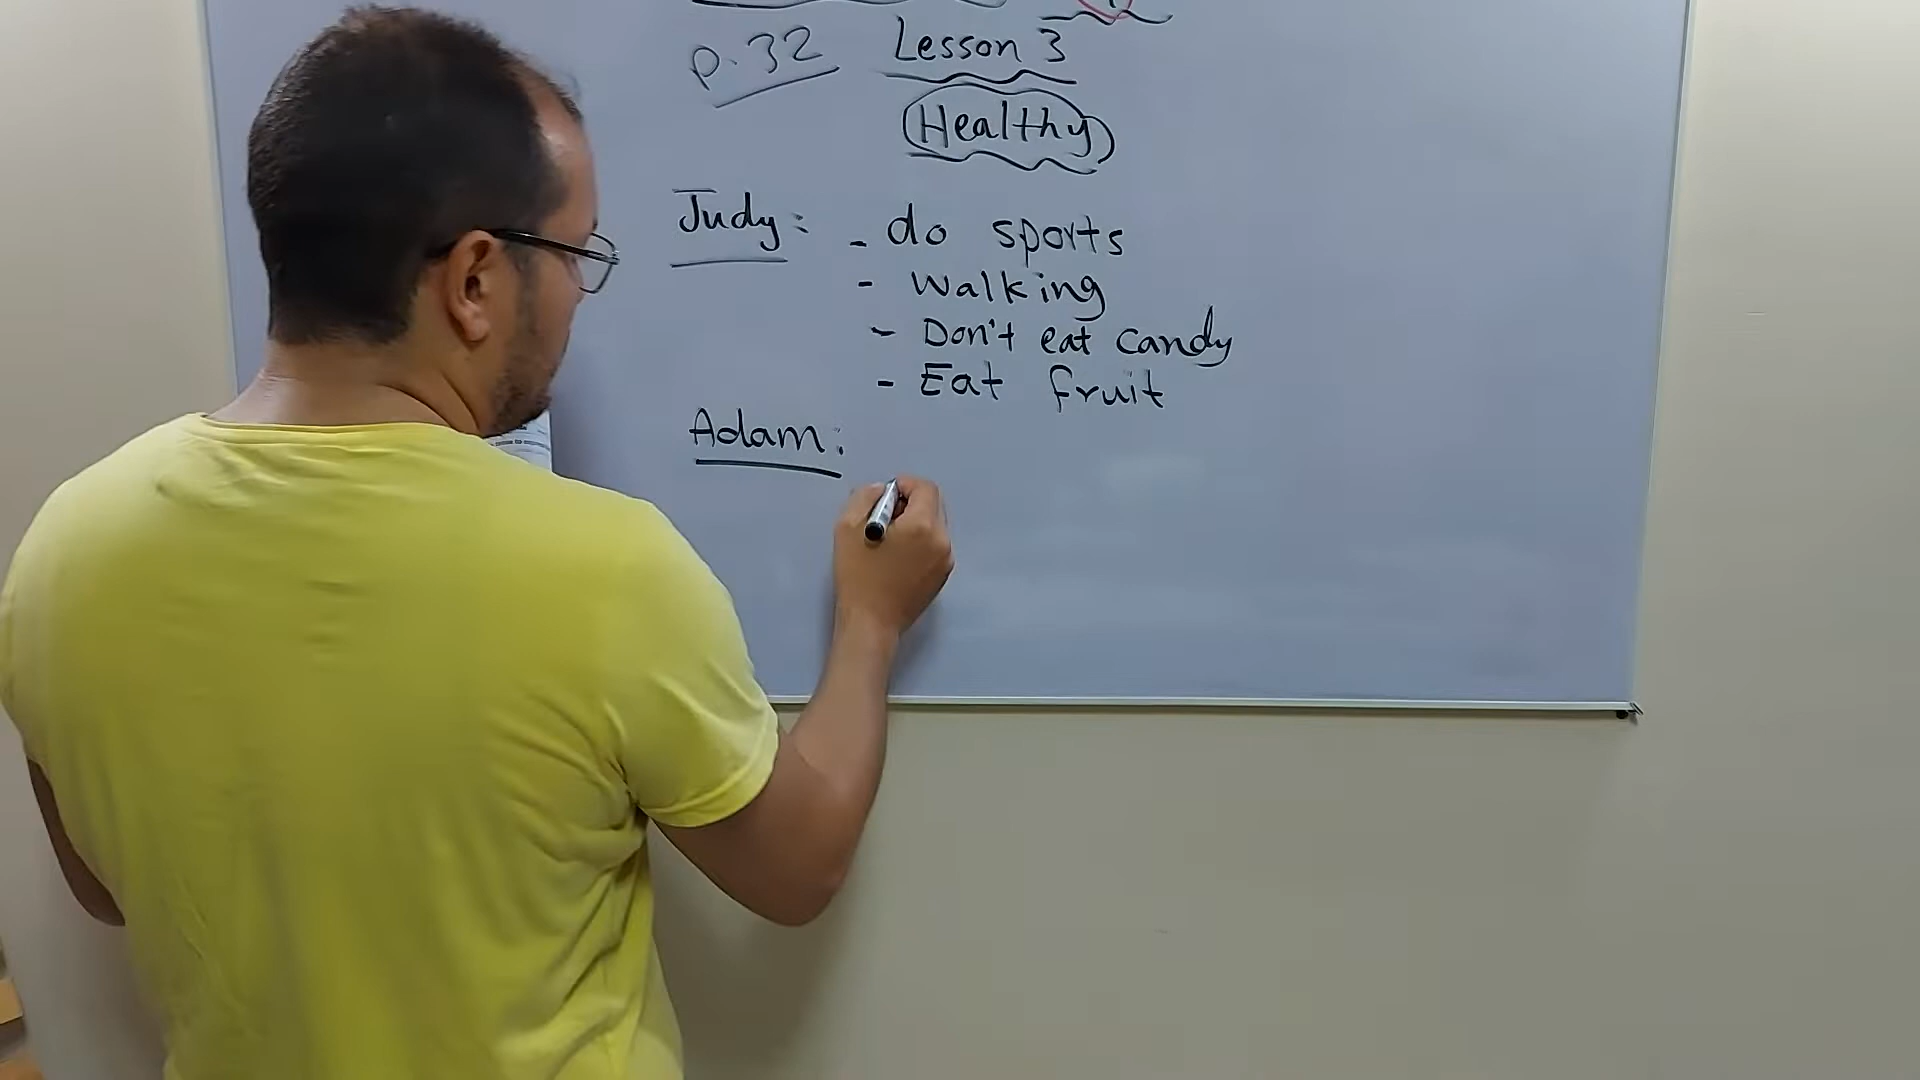 p. 32 Lesson 3
Healthy
Judy: - do sports
- Walking
- Don't eat candy
- Eat fruit
Adam: